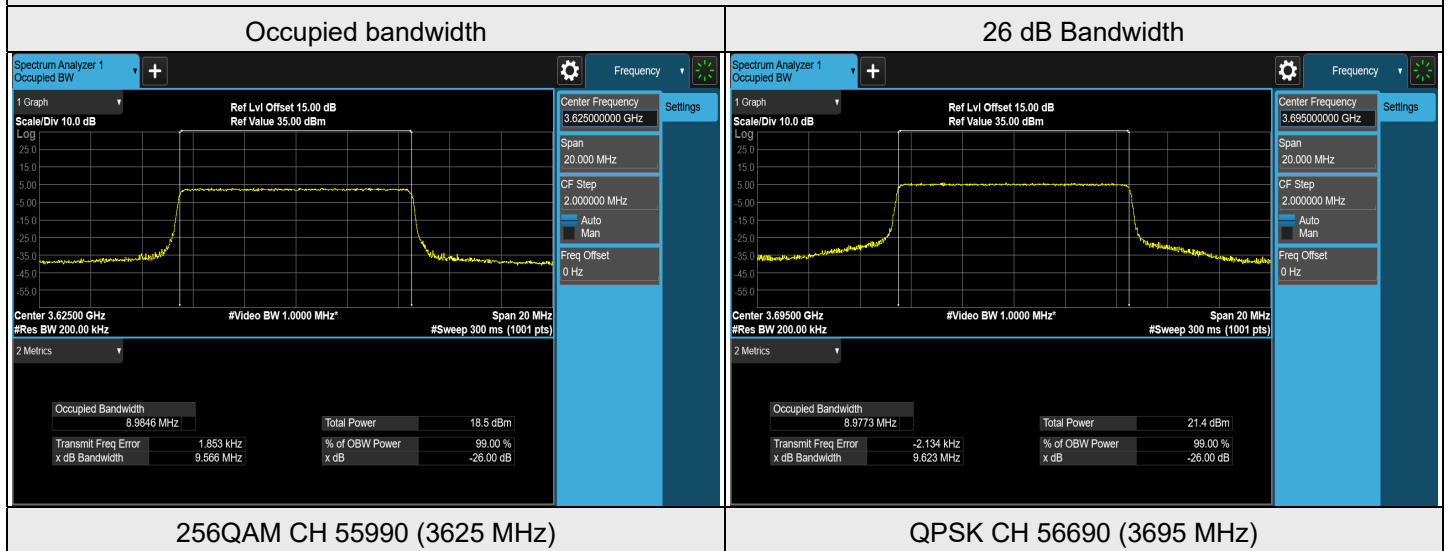 Occupied bandwidth
26 dB Bandwidth
Spectrum Analyzer 1
Occupied BW
+
Frequency
1 Graph
Ref Lvl Offset 15.00 dB
Scale/Div 10.0 dB
Ref Value 35.00 dBm
Log
25.0
15.0
5.00
-5.00
-15.0
-25.0
-35.0
-45.0
-55.0
Center 3.62500 GHz
#Video BW 1.0000 MHz*
Span 20 MHz
#Res BW 200.00 kHz
#Sweep 300 ms (1001 pts)
Center Frequency
3.625000000 GHz
Settings
Span
20.000 MHz
CF Step
2.000000 MHz
Auto
Man
Freq Offset
0 Hz
2 Metrics
Occupied Bandwidth
8.9846 MHz
Total Power 18.5 dBm
Transmit Freq Error 1.853 kHz
% of OBW Power 99.00 %
x dB Bandwidth 9.566 MHz
x dB -26.00 dB
Spectrum Analyzer 1
Occupied BW
+
Frequency
1 Graph
Ref Lvl Offset 15.00 dB
Scale/Div 10.0 dB
Ref Value 35.00 dBm
Log
25.0
15.0
5.00
-5.00
-15.0
-25.0
-35.0
-45.0
-55.0
Center 3.69500 GHz
#Video BW 1.0000 MHz*
Span 20 MHz
#Res BW 200.00 kHz
#Sweep 300 ms (1001 pts)
Center Frequency
3.695000000 GHz
Settings
Span
20.000 MHz
CF Step
2.000000 MHz
Auto
Man
Freq Offset
0 Hz
2 Metrics
Occupied Bandwidth
8.9773 MHz
Total Power 21.4 dBm
Transmit Freq Error -2.134 kHz
% of OBW Power 99.00 %
x dB Bandwidth 9.623 MHz
x dB -26.00 dB
256QAM CH 55990 (3625 MHz)
QPSK CH 56690 (3695 MHz)